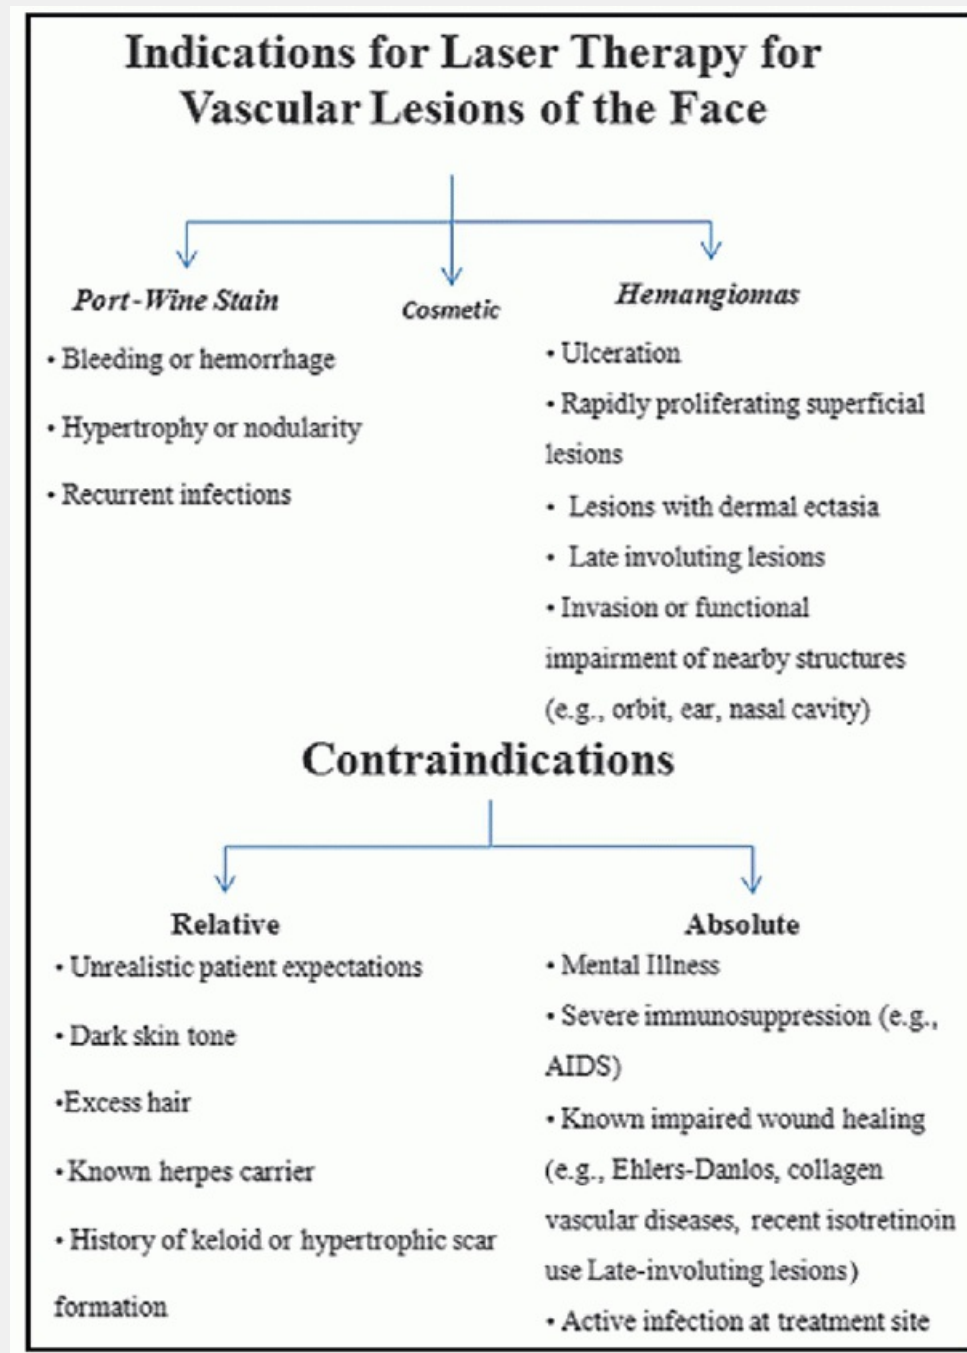 Indications for Laser Therapy for
Vascular Lesions of the Face
Port-Wine Stain
• Bleeding or hemorrhage
• Hypertrophy or nodularity
• Recurrent infections
Cosmetic
Hemangiomas
• Ulceration
• Rapidly proliferating superficial
lesions
• Lesions with dermal ectasia
• Late involuting lesions
• Invasion or functional
impairment of nearby structures
(e.g., orbit, ear, nasal cavity)
Contraindications
Relative
• Unrealistic patient expectations
• Dark skin tone
•Excess hair
•Known herpes carrier
• History of keloid or hypertrophic scar
formation
Absolute
• Mental Illness
• Severe immunosuppression (e.g.,
AIDS)
• Known impaired wound healing
(e.g., Ehlers-Danlos, collagen
vascular diseases, recent isotretinoin
use Late-involuting lesions)
• Active infection at treatment site